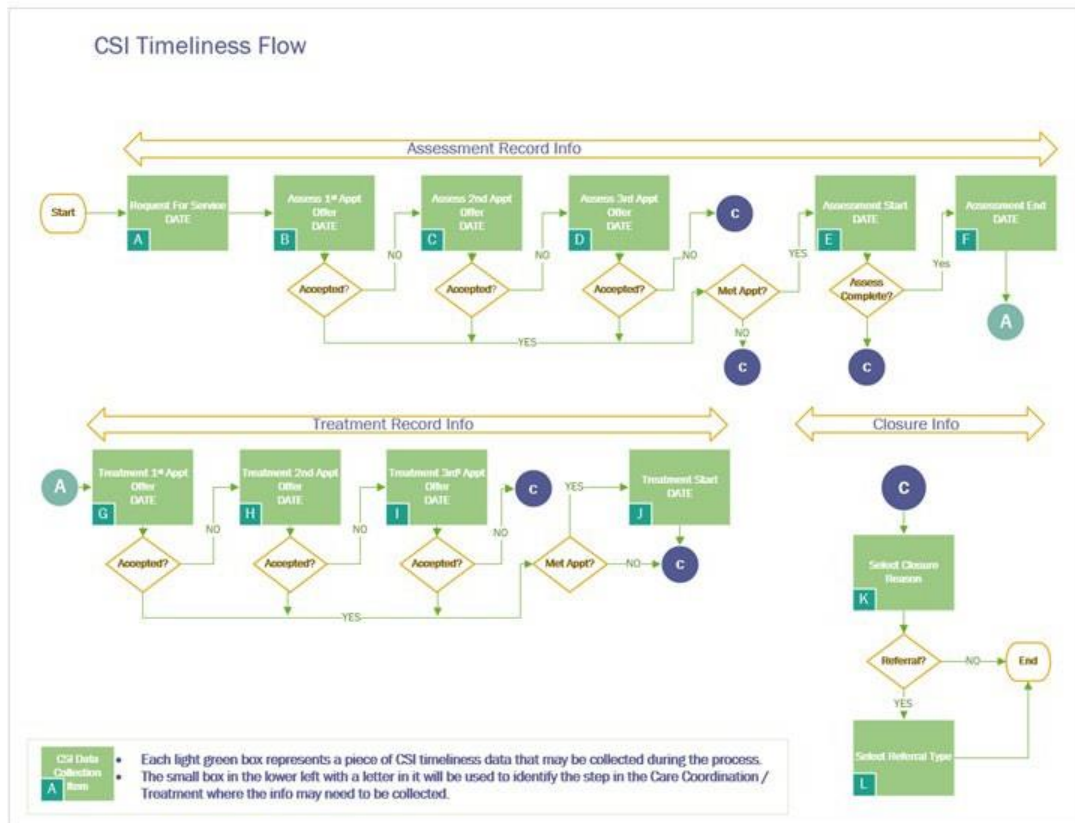 CSI Timeliness Flow
Assessment Record Info
Start
Request For Service
DATE
A
Assess 1st Appt
Offer
DATE
B
Assess 2nd Appt
Offer
DATE
C
Assess 3rd Appt
Offer
DATE
D
c
Assessment Start
DATE
E
Assessment End
DATE
F
NO
NO
NO
YES
Yes
Accepted?
Accepted?
Accepted?
Met Appt?
Assess
Complete?
A
YES
NO
c
c
Treatment Record Info
Closure Info
A
Treatment 1st Appt
Offer
DATE
G
Treatment 2nd Appt
Offer
DATE
H
Treatment 3rd Appt
Offer
DATE
I
c
YES
Treatment Start
DATE
J
C
NO
NO
NO
Accepted?
Accepted?
Accepted?
Met Appt?
NO
c
YES
Select Closure
Reason
K
Referral?
NO
End
YES
Select Referral Type
L
CSI Data
Collection
Item
A
• Each light green box represents a piece of CSI timeliness data that may be collected during the process.
• The small box in the lower left with a letter in it will be used to identify the step in the Care Coordination /
Treatment where the info may need to be collected.